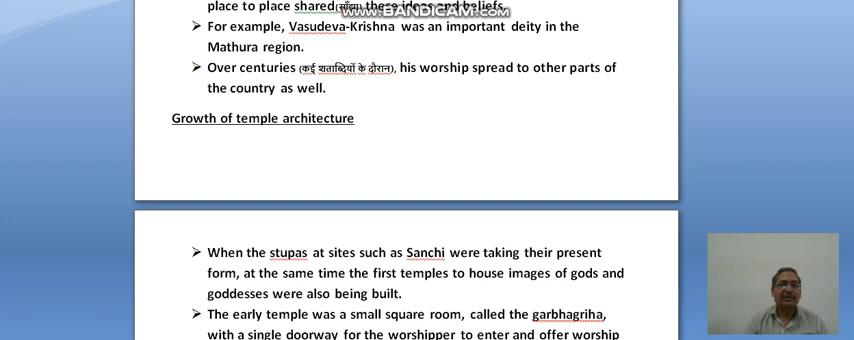 place to place shared(साँझा) these ideas and beliefs.
www.BANDICAM.com
➢ For example, Vasudeva-Krishna was an important deity in the
Mathura region.
➢ Over centuries (कई शताब्दियों के दौरान), his worship spread to other parts of
the country as well.
Growth of temple architecture
➢ When the stupas at sites such as Sanchi were taking their present
form, at the same time the first temples to house images of gods and
goddesses were also being built.
➢ The early temple was a small square room, called the garbhagriha,
with a single doorway for the worshipper to enter and offer worship